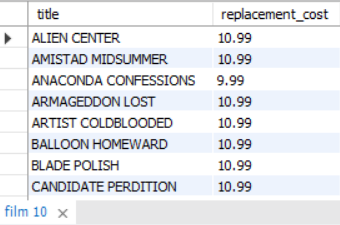 title replacement_cost
ALIEN CENTER 10.99
AMISTAD MIDSUMMER 10.99
ANACONDA CONFESSIONS 9.99
ARMAGEDDON LOST 10.99
ARTIST COLDBLOODED 10.99
BALLOON HOMEWARD 10.99
BLADE POLISH 10.99
CANDIDATE PERDITION 10.99
film 10 ×